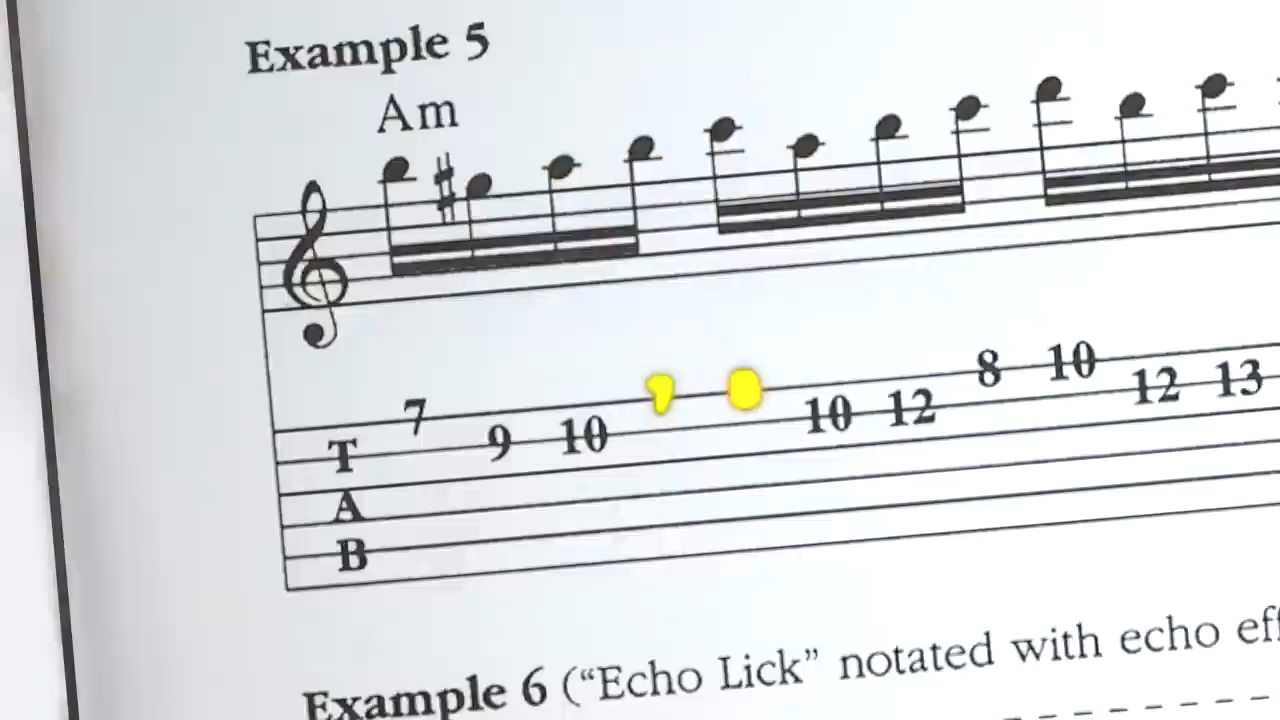 Example 5
Am
7 9 10 10 12 8 10 12 13
T
A
B
Example 6 (“Echo Lick” notated with echo